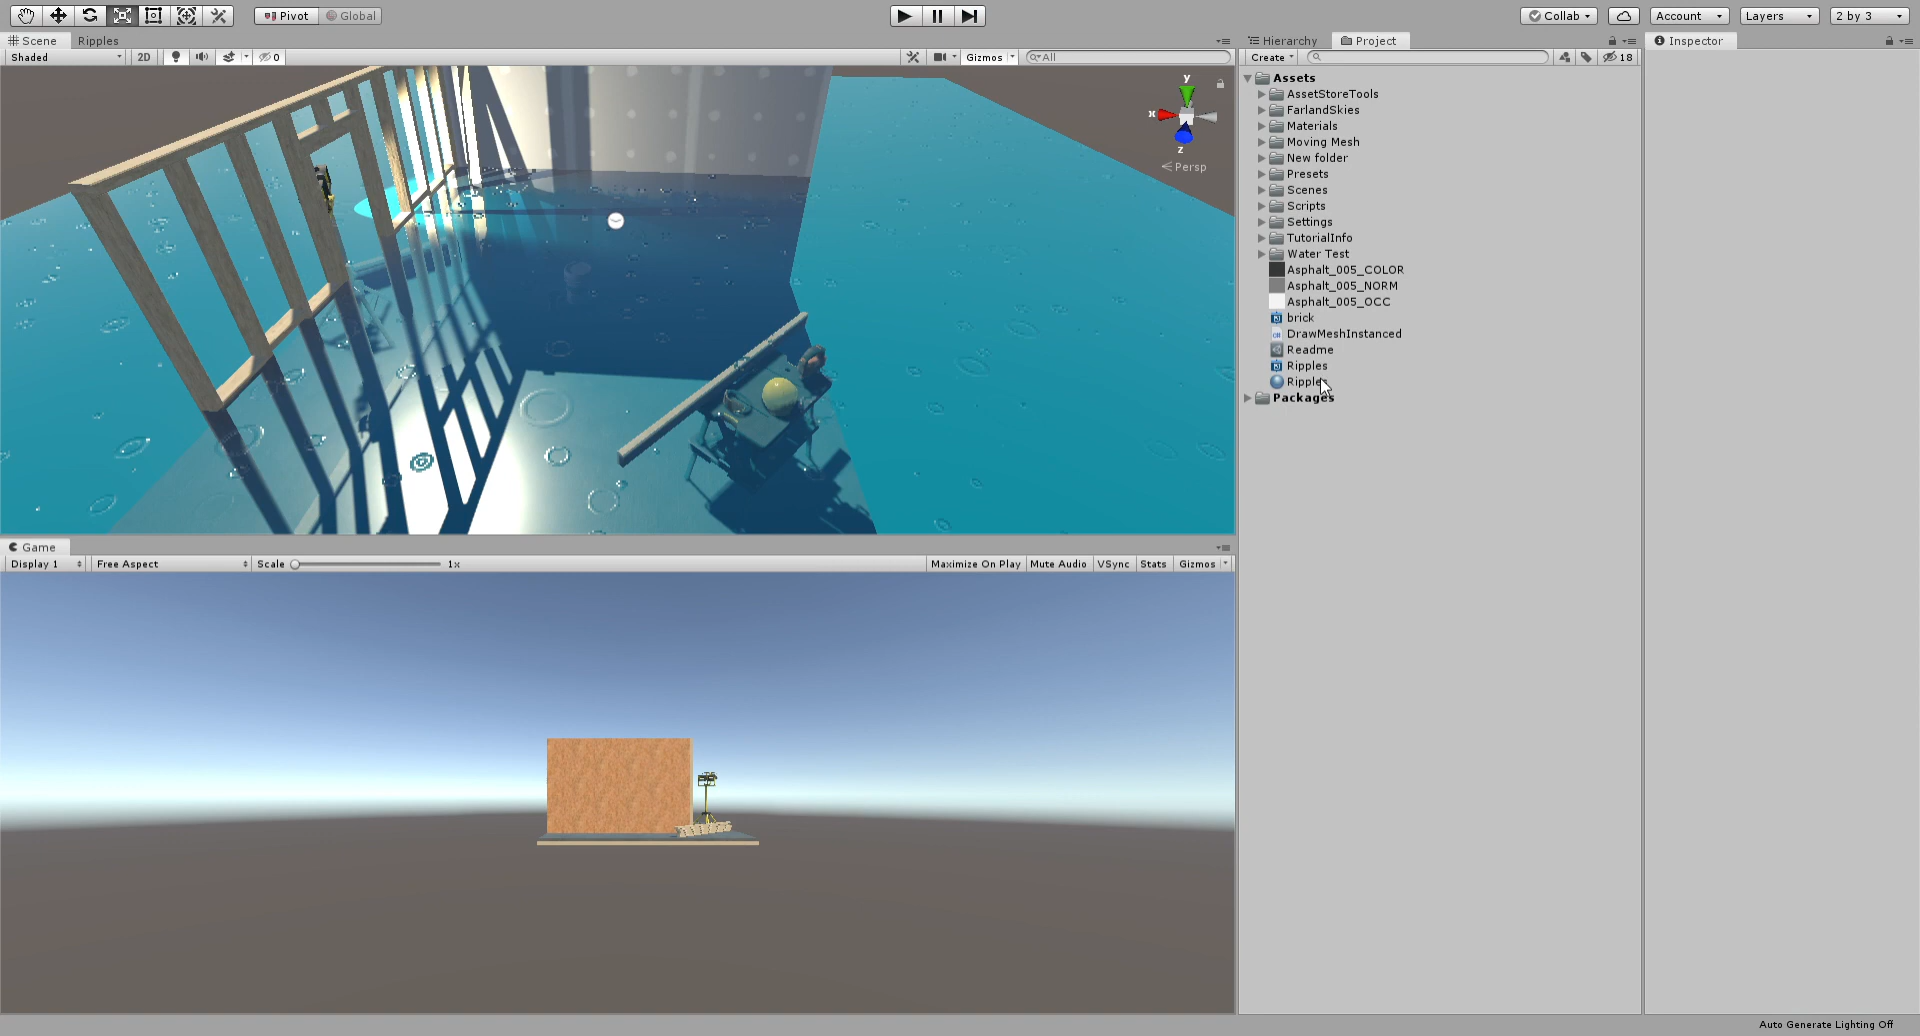 Pivot Global Collab Account Layers 2 by 3
Scene Ripples Hierarchy Project Inspector
Shaded 2D 0 Gizmos All Create 18
y
x
z
Persp
Assets
AssetStoreTools
FarlandSkies
Materials
Moving Mesh
New folder
Presets
Scenes
Scripts
Settings
TutorialInfo
Water Test
Asphalt_005_COLOR
Asphalt_005_NORM
Asphalt_005_OCC
brick
DrawMeshInstanced
Readme
Ripples
Ripples
Packages
Game
Display 1 Free Aspect Scale 1x Maximize On Play Mute Audio VSync Stats Gizmos
Auto Generate Lighting Off